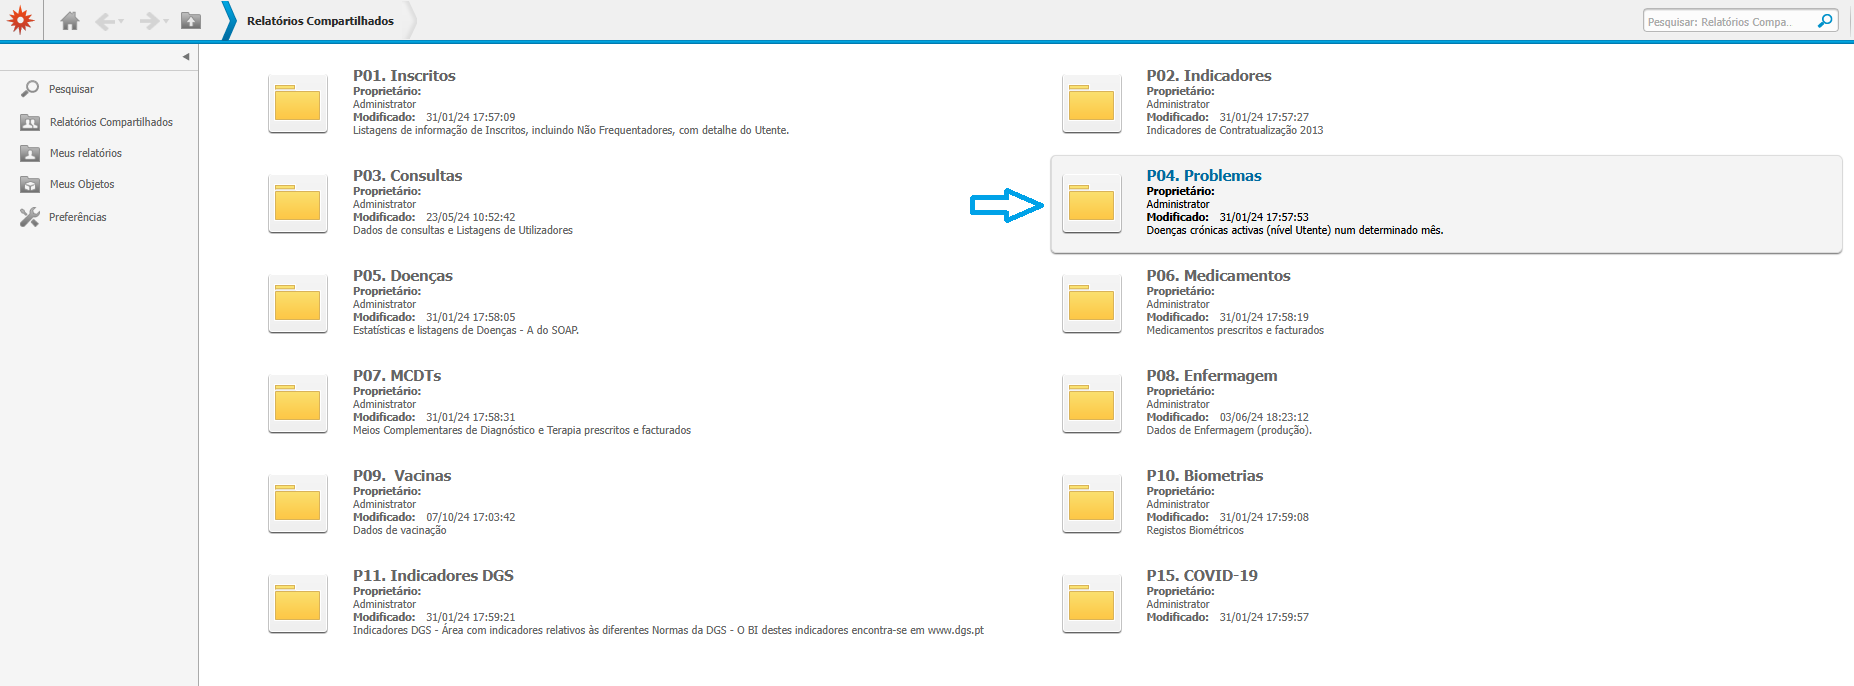 Relatórios Compartilhados
Pesquisar: Relatórios Compa..
Pesquisar
Relatórios Compartilhados
Meus relatórios
Meus Objetos
Preferências
P01. Inscritos
Proprietário:
Administrator
Modificado: 31/01/24 17:57:09
Listagens de informação de Inscritos, incluindo Não Frequentadores, com detalhe do Utente.
P02. Indicadores
Proprietário:
Administrator
Modificado: 31/01/24 17:57:27
Indicadores de Contratualização 2013
P03. Consultas
Proprietário:
Administrator
Modificado: 23/05/24 10:52:42
Dados de consultas e Listagens de Utilizadores
P04. Problemas
Proprietário:
Administrator
Modificado: 31/01/24 17:57:53
Doenças crónicas activas (nível Utente) num determinado mês.
P05. Doenças
Proprietário:
Administrator
Modificado: 31/01/24 17:58:05
Estatísticas e listagens de Doenças - A do SOAP.
P06. Medicamentos
Proprietário:
Administrator
Modificado: 31/01/24 17:58:19
Medicamentos prescritos e facturados
P07. MCDTs
Proprietário:
Administrator
Modificado: 31/01/24 17:58:31
Meios Complementares de Diagnóstico e Terapia prescritos e facturados
P08. Enfermagem
Proprietário:
Administrator
Modificado: 03/06/24 18:23:12
Dados de Enfermagem (produção).
P09. Vacinas
Proprietário:
Administrator
Modificado: 07/10/24 17:03:42
Dados de vacinação
P10. Biometrias
Proprietário:
Administrator
Modificado: 31/01/24 17:59:08
Registos Biométricos
P11. Indicadores DGS
Proprietário:
Administrator
Modificado: 31/01/24 17:59:21
Indicadores DGS - Área com indicadores relativos às diferentes Normas da DGS - O BI destes indicadores encontra-se em www.dgs.pt
P15. COVID-19
Proprietário:
Administrator
Modificado: 31/01/24 17:59:57